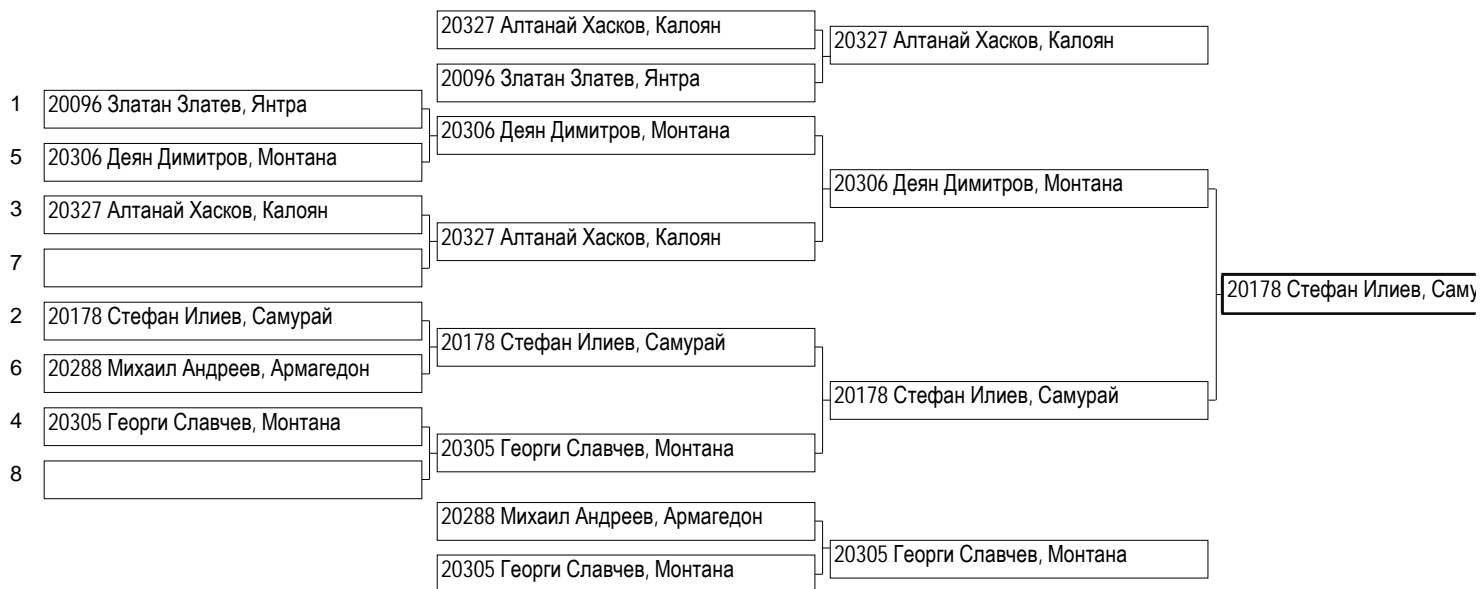 20327 Алтанай Хасков, Калоян
20327 Алтанай Хасков, Калоян
20096 Златан Златев, Янтра
1 20096 Златан Златев, Янтра
20306 Деян Димитров, Монтана
5 20306 Деян Димитров, Монтана
20306 Деян Димитров, Монтана
3 20327 Алтанай Хасков, Калоян
20327 Алтанай Хасков, Калоян
7
20178 Стефан Илиев, Саму
2 20178 Стефан Илиев, Самурай
20178 Стефан Илиев, Самурай
6 20288 Михаил Андреев, Армагедон
20178 Стефан Илиев, Самурай
4 20305 Георги Славчев, Монтана
20305 Георги Славчев, Монтана
8
20288 Михаил Андреев, Армагедон
20305 Георги Славчев, Монтана
20305 Георги Славчев, Монтана